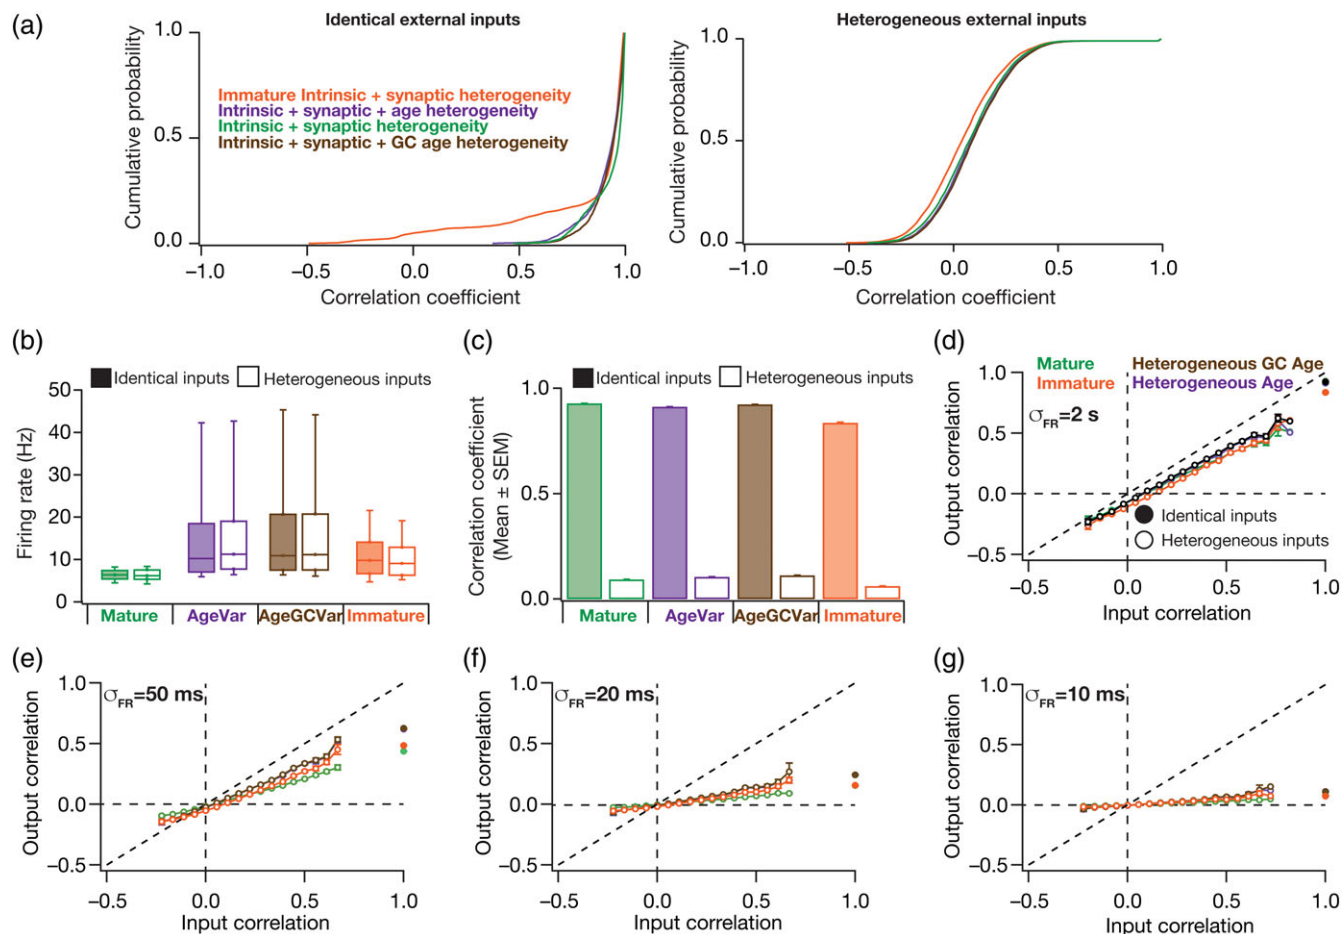 (a)
Identical external inputs
Cumulative probability
1.0
0.5
0.0
Immature Intrinsic + synaptic heterogeneity
Intrinsic + synaptic + age heterogeneity
Intrinsic + synaptic heterogeneity
Intrinsic + synaptic + GC age heterogeneity
−1.0 −0.5 0.0 0.5 1.0
Correlation coefficient
Heterogeneous external inputs
Cumulative probability
1.0
0.5
0.0
−1.0 −0.5 0.0 0.5 1.0
Correlation coefficient
(b)
Identical inputs Heterogeneous inputs
Firing rate (Hz)
50
40
30
20
10
0
Mature AgeVar AgeGCVar Immature
(c)
Identical inputs Heterogeneous inputs
Correlation coefficient
(Mean ± SEM)
1.0
0.5
0.0
Mature AgeVar AgeGCVar Immature
(d)
Mature Heterogeneous GC Age
Immature Heterogeneous Age
σFR=2 s
Output correlation
1.0
0.5
0.0
−0.5
Identical inputs
Heterogeneous inputs
−0.5 0.0 0.5 1.0
Input correlation
(e)
σFR=50 ms
Output correlation
1.0
0.5
0.0
−0.5
−0.5 0.0 0.5 1.0
Input correlation
(f)
σFR=20 ms
Output correlation
1.0
0.5
0.0
−0.5
−0.5 0.0 0.5 1.0
Input correlation
(g)
σFR=10 ms
Output correlation
1.0
0.5
0.0
−0.5
−0.5 0.0 0.5 1.0
Input correlation